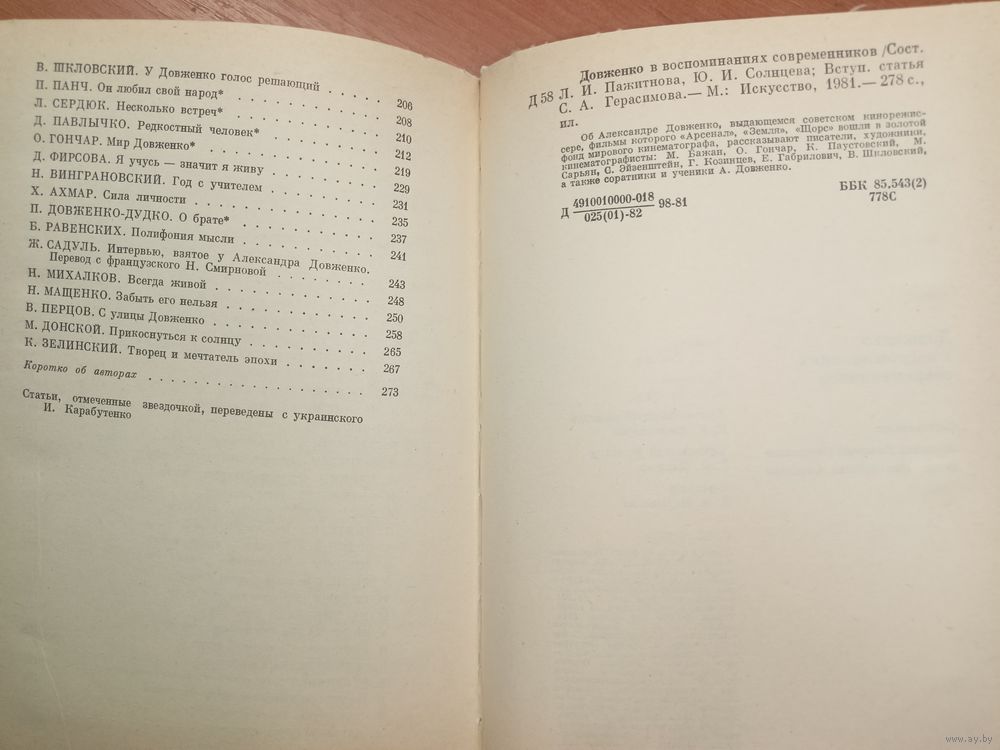 В. ШКЛОВСКИЙ. У Довженко голос решающий . . . . . 206
П. ПАНЧ. Он любил свой народ* . . . . . . . . . 208
Л. СЕРДЮК. Несколько встреч* . . . . . . . . . 210
Д. ПАВЛЫЧКО. Редкостный человек* . . . . . . . . 212
О. ГОНЧАР. Мир Довженко* . . . . . . . . . . 219
Д. ФИРСОВА. Я учусь — значит я живу . . . . . . . 229
Н. ВИНГРАНОВСКИЙ. Год с учителем . . . . . . . 231
Х. АХМАР. Сила личности . . . . . . . . . . . 235
П. ДОВЖЕНКО-ДУДКО. О брате* . . . . . . . . . 237
Б. РАВЕНСКИХ. Полифония мысли . . . . . . . . 241
Ж. САДУЛЬ. Интервью, взятое у Александра Довженко.
Перевод с французского Н. Смирновой . . . . . . . 243
Н. МИХАЛКОВ. Всегда живой . . . . . . . . . . 248
Н. МАЩЕНКО. Забыть его нельзя . . . . . . . . . 250
В. ПЕРЦОВ. С улицы Довженко . . . . . . . . . 258
М. ДОНСКОЙ. Прикоснуться к солнцу . . . . . . . 265
К. ЗЕЛИНСКИЙ. Творец и мечтатель эпохи . . . . . . 267
Коротко об авторах . . . . . . . . . . . . . 273
Статьи, отмеченные звездочкой, переведены с украинского
И. Карабутенко
Довженко в воспоминаниях современников /Сост.
Д 58 Л. И. Пажитнова, Ю. И. Солнцева; Вступ. статья
С. А. Герасимова.— М.: Искусство, 1981.— 278 с.,
ил.
Об Александре Довженко, выдающемся советском кинорежис-
сере, фильмы которого «Арсенал», «Земля», «Щорс» вошли в золотой
фонд мирового кинематографа, рассказывают писатели, художники,
кинематографисты: М. Бажан, О. Гончар, К. Паустовский, М.
Сарьян, С. Эйзенштейн, Г. Козинцев, Е. Габрилович, В. Шкловский,
а также соратники и ученики А. Довженко.
Д 4910010000-018 / 025(01)-82 98-81
ББК 85.543(2)
778С
www.ay.by